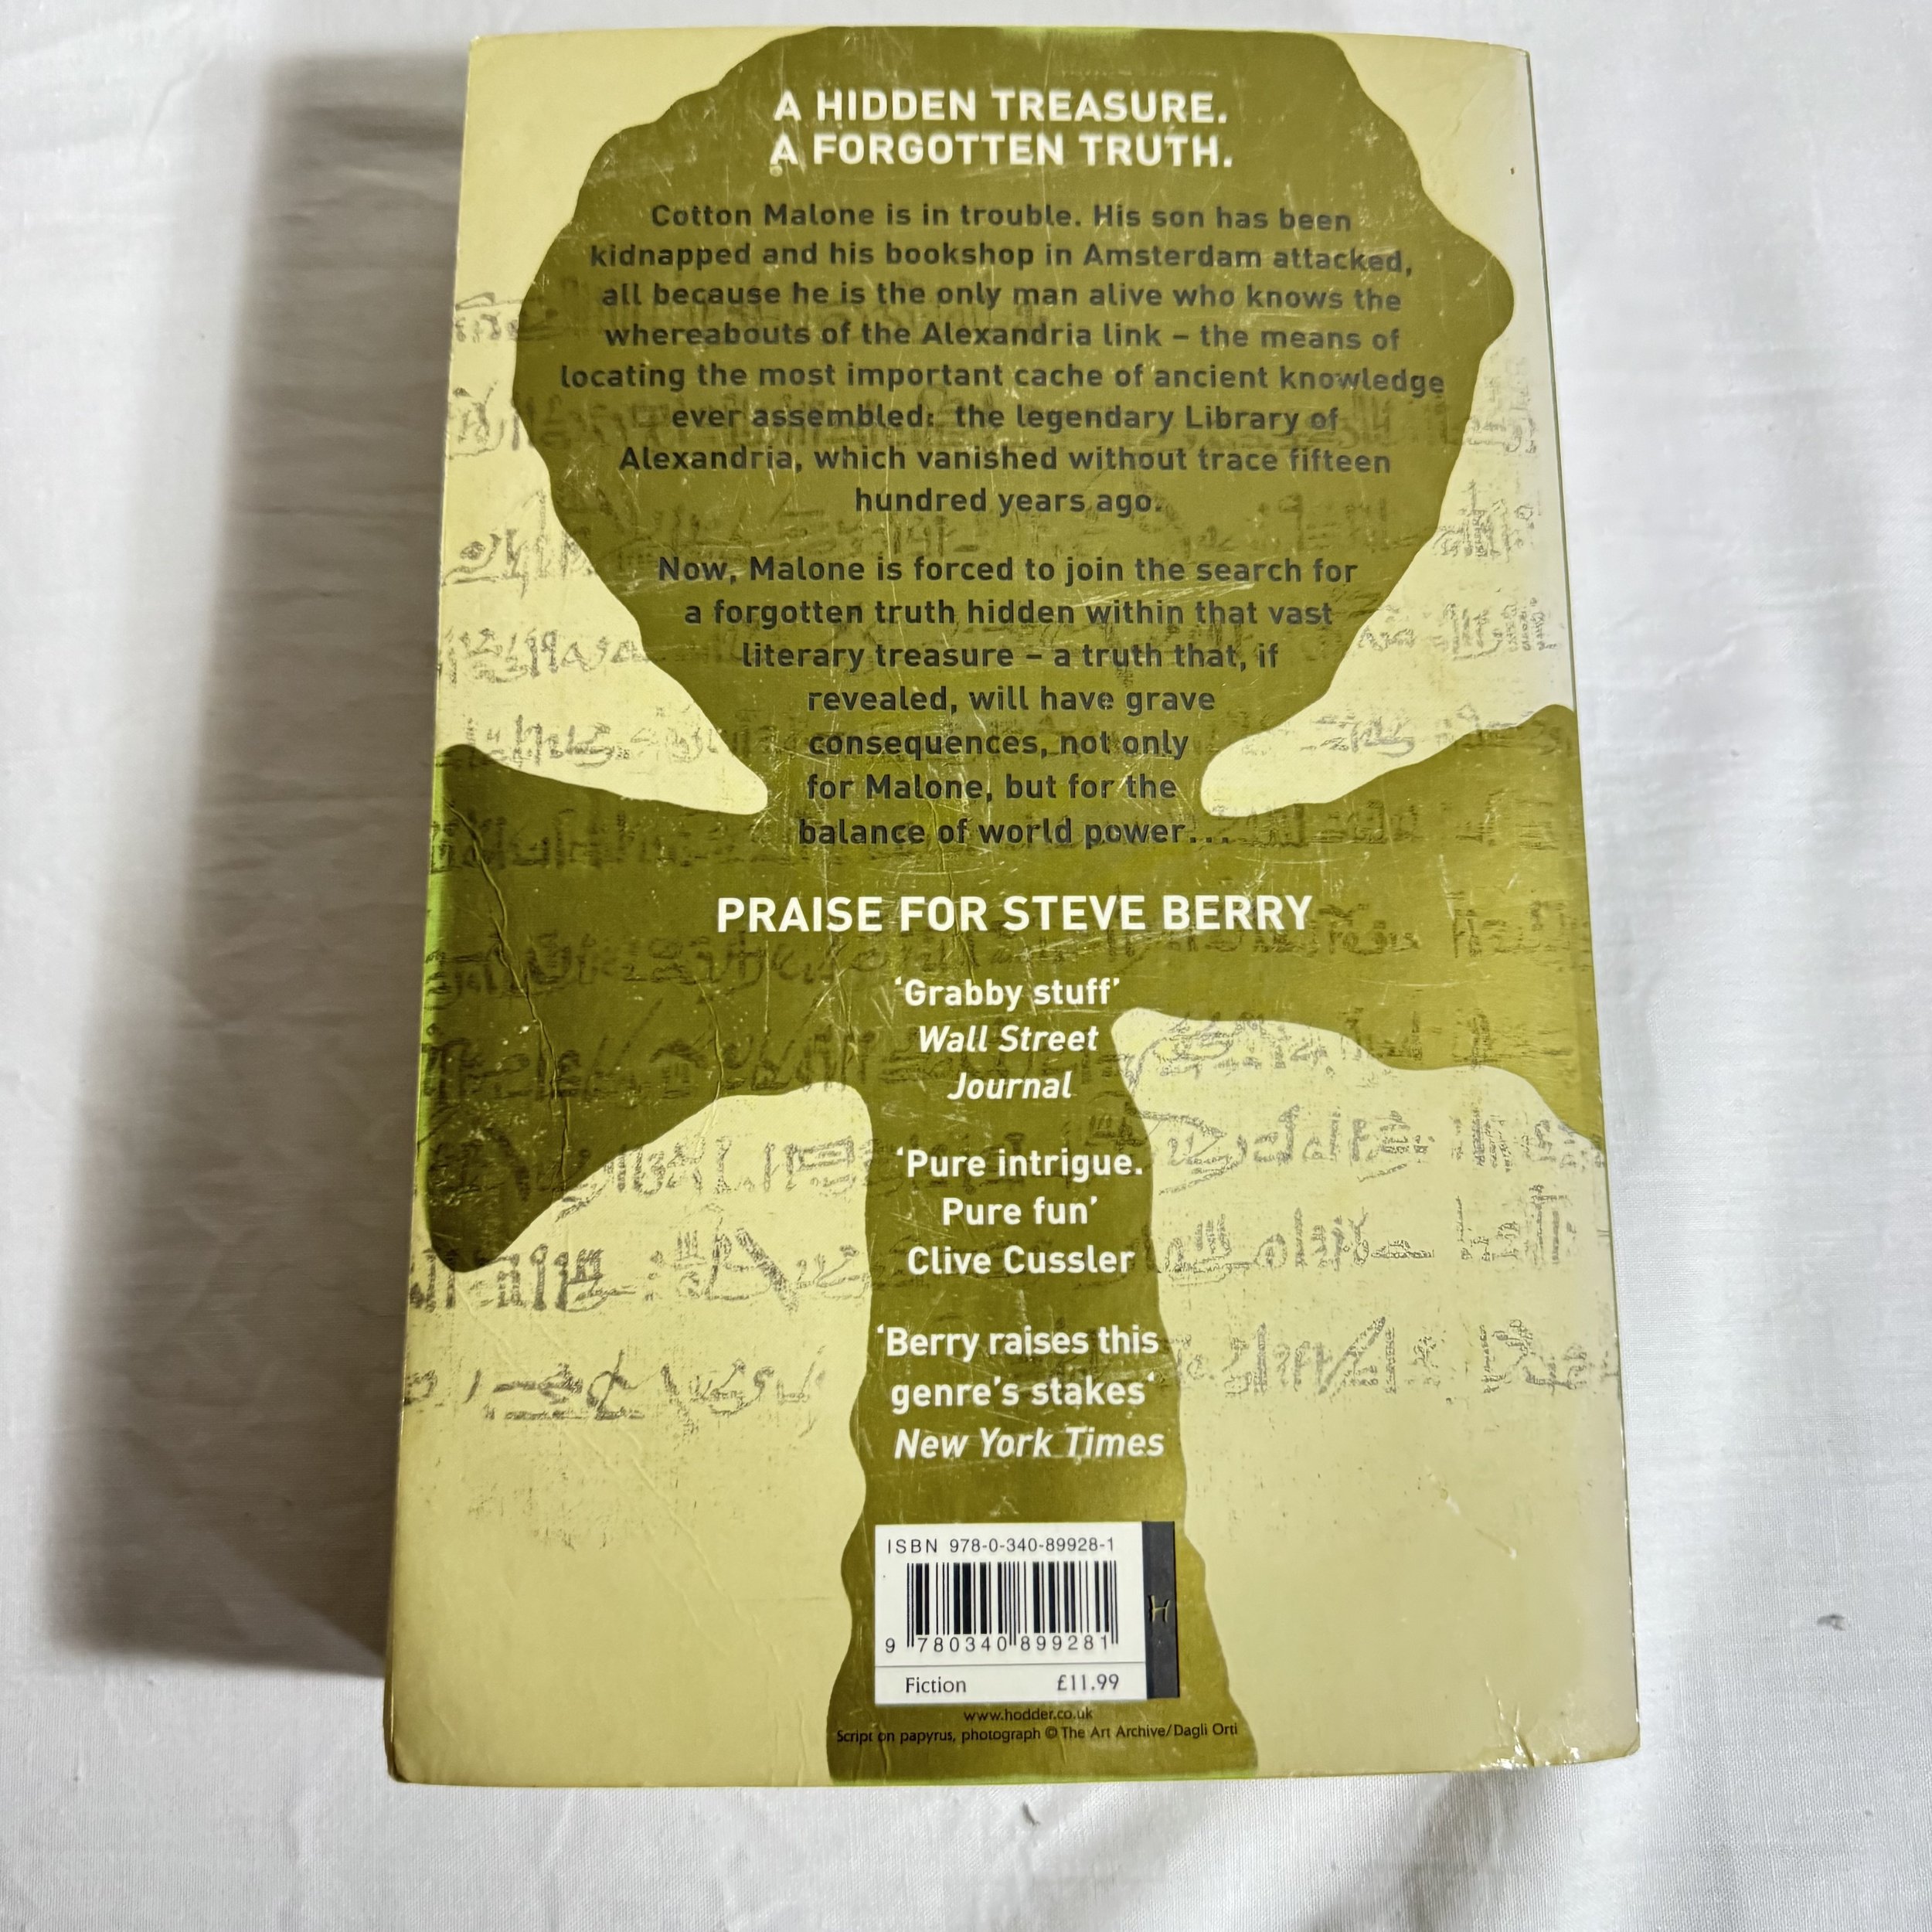 A HIDDEN TREASURE.
A FORGOTTEN TRUTH.
Cotton Malone is in trouble. His son has been
kidnapped and his bookshop in Amsterdam attacked,
all because he is the only man alive who knows the
whereabouts of the Alexandria link – the means of
locating the most important cache of ancient knowledge
ever assembled: the legendary Library of
Alexandria, which vanished without trace fifteen
hundred years ago.
Now, Malone is forced to join the search for
a forgotten truth hidden within that vast
literary treasure – a truth that, if
revealed, will have grave
consequences, not only
for Malone, but for the
balance of world power...
PRAISE FOR STEVE BERRY
‘Grabby stuff’
Wall Street
Journal
‘Pure intrigue.
Pure fun’
Clive Cussler
‘Berry raises this
genre’s stakes‘
New York Times
ISBN 978-0-340-89928-1
9 780340 899281
H
Fiction £11.99
www.hodder.co.uk
Script on papyrus, photograph © The Art Archive/Dagli Orti